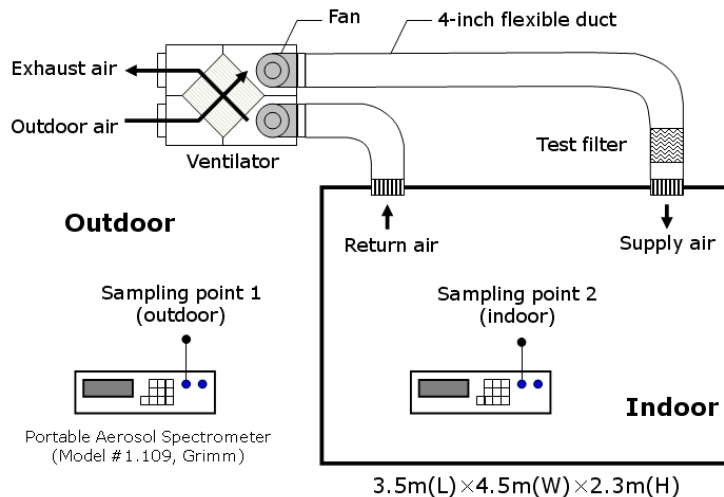 Fan
4-inch flexible duct
Exhaust air
Outdoor air
Ventilator
Test filter
Outdoor
Return air
Supply air
Sampling point 1
(outdoor)
Sampling point 2
(indoor)
Indoor
Portable Aerosol Spectrometer
(Model #1.109, Grimm)
3.5m(L)×4.5m(W)×2.3m(H)